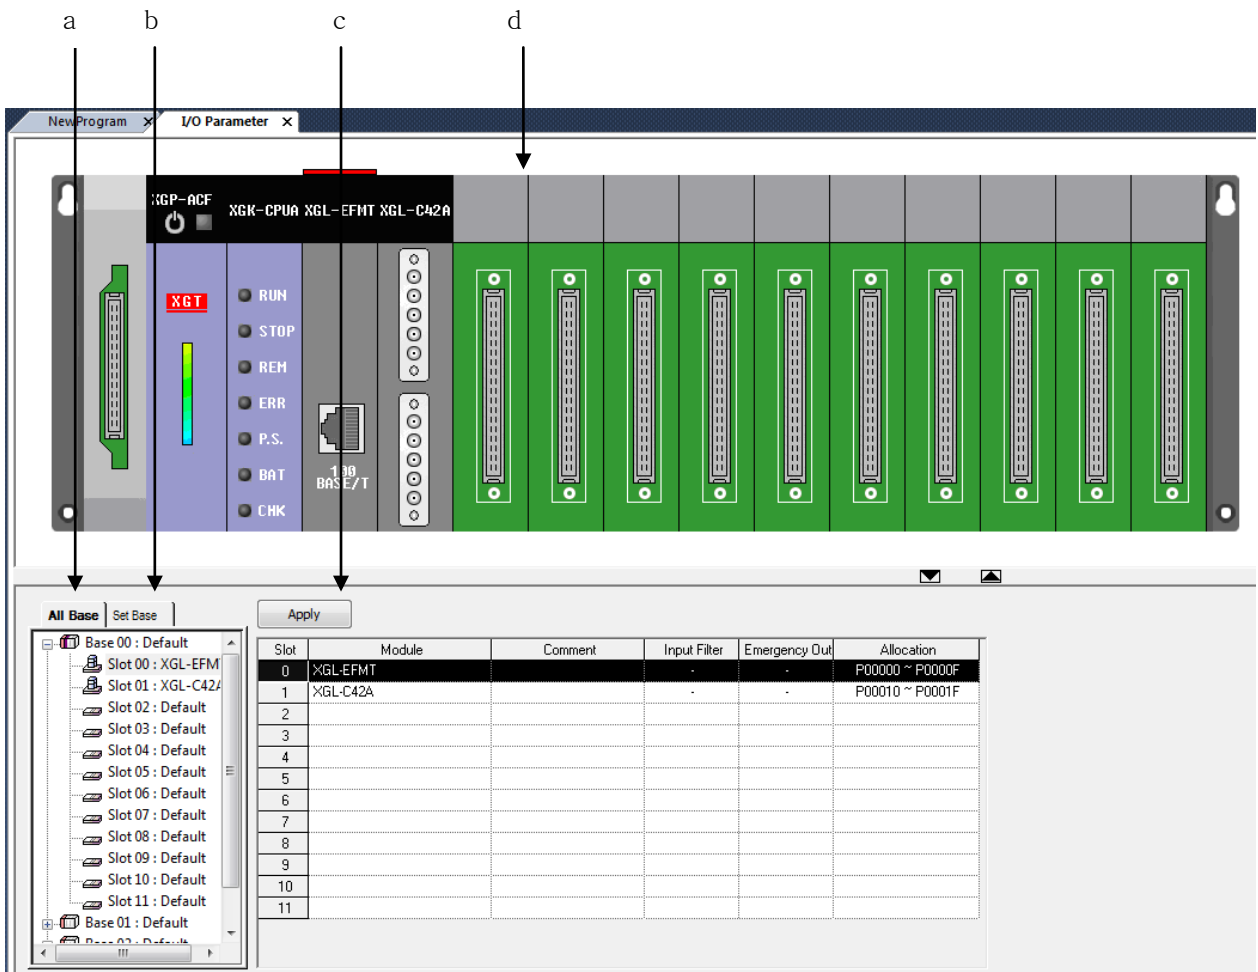 a b c d
NewProgram I/O Parameter
XGP-ACF
XGK-CPUA XGL-EFMT XGL-C42A
XGT
RUN
STOP
REM
ERR
P.S.
BAT
CHK
100
BASE/T
All Base Set Base Apply
Base 00 : Default
Slot 00 : XGL-EFM
Slot 01 : XGL-C42A
Slot 02 : Default
Slot 03 : Default
Slot 04 : Default
Slot 05 : Default
Slot 06 : Default
Slot 07 : Default
Slot 08 : Default
Slot 09 : Default
Slot 10 : Default
Slot 11 : Default
Base 01 : Default
Base 02 : Default
Slot Module Comment Input Filter Emergency Out Allocation
0 XGL-EFMT - - P00000 ~ P0000F
1 XGL-C42A - - P00010 ~ P0001F
2
3
4
5
6
7
8
9
10
11